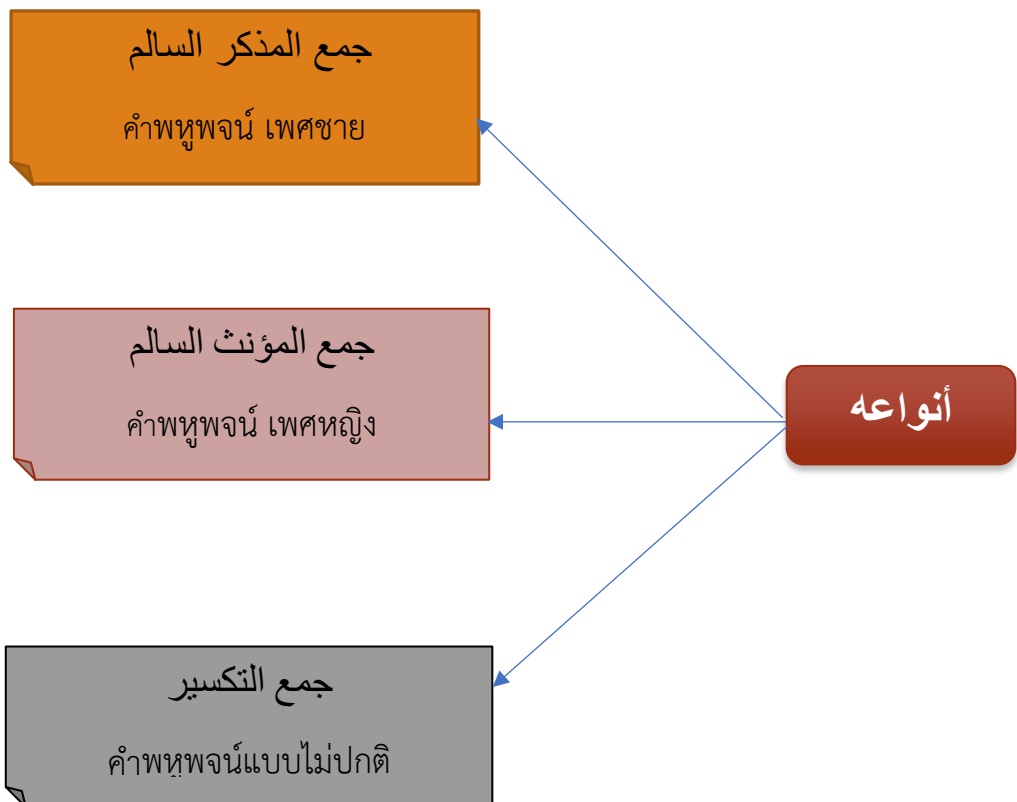 جمع المذكر السالم
คำพหูพจน์ เพศชาย
جمع المؤنث السالم
คำพหูพจน์ เพศหญิง
أنواعه
جمع التكسير
คำพหูพจน์แบบไม่ปกติ